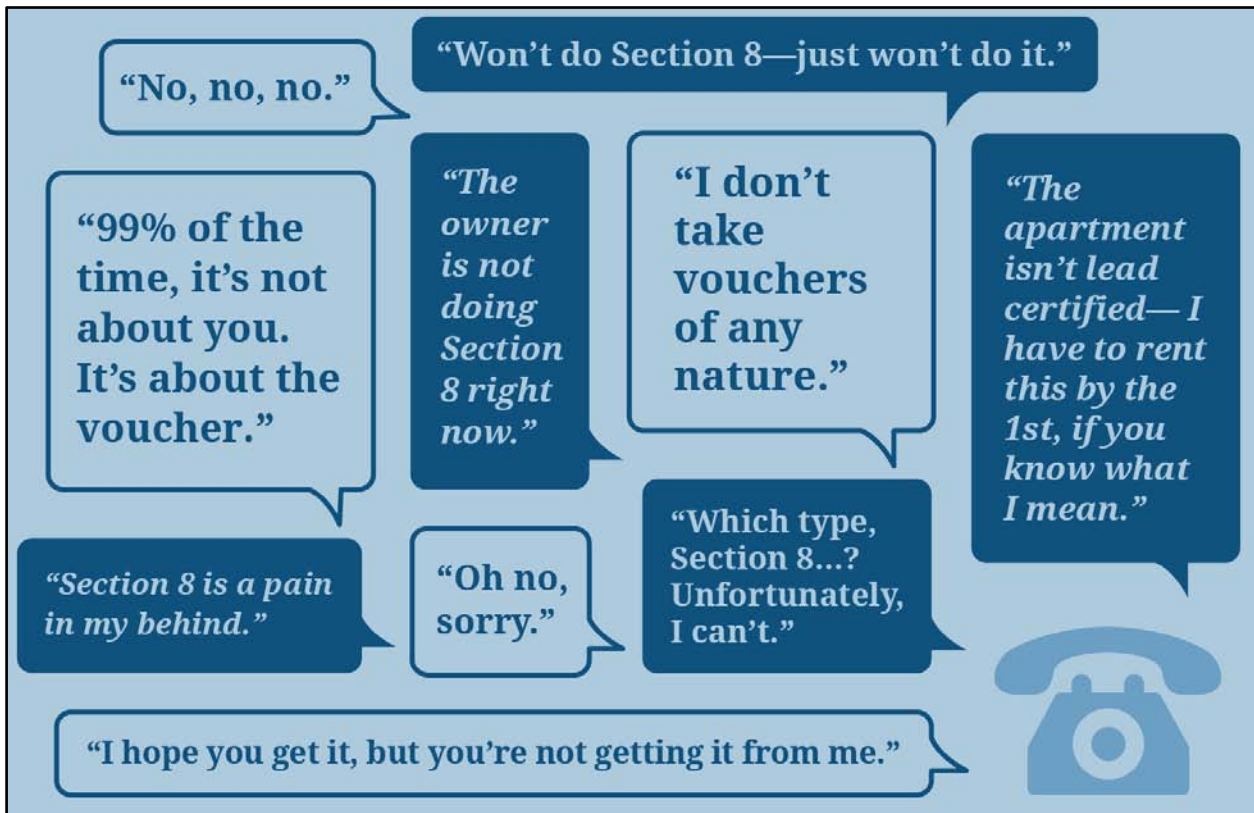 “No, no, no.”
“Won’t do Section 8—just won’t do it.”
“99% of the
time, it’s not
about you.
It’s about the
voucher.”
“The
owner
is not
doing
Section
8 right
now.”
“I don’t
take
vouchers
of any
nature.”
“The
apartment
isn’t lead
certified— I
have to rent
this by the
1st, if you
know what
I mean.”
“Section 8 is a pain
in my behind.”
“Oh no,
sorry.”
“Which type,
Section 8...?
Unfortunately,
I can’t.”
“I hope you get it, but you’re not getting it from me.”